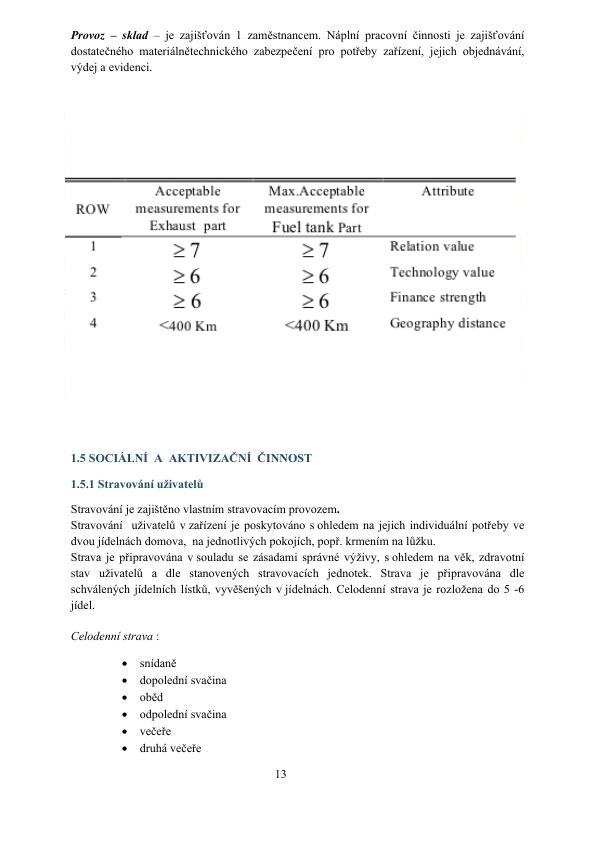 Provoz – sklad – je zajišťován 1 zaměstnancem. Náplní pracovní činnosti je zajišťování
dostatečného materiálnětechnického zabezpečení pro potřeby zařízení, jejich objednávání,
výdej a evidenci.
ROW Acceptable measurements for Exhaust part Max.Acceptable measurements for Fuel tank Part Attribute
1 ≥ 7 ≥ 7 Relation value
2 ≥ 6 ≥ 6 Technology value
3 ≥ 6 ≥ 6 Finance strength
4 <400 Km <400 Km Geography distance
1.5 SOCIÁLNÍ A AKTIVIZAČNÍ ČINNOST
1.5.1 Stravování uživatelů
Stravování je zajištěno vlastním stravovacím provozem.
Stravování uživatelů v zařízení je poskytováno s ohledem na jejich individuální potřeby ve
dvou jídelnách domova, na jednotlivých pokojích, popř. krmením na lůžku.
Strava je připravována v souladu se zásadami správné výživy, s ohledem na věk, zdravotní
stav uživatelů a dle stanovených stravovacích jednotek. Strava je připravována dle
schválených jídelních lístků, vyvěšených v jídelnách. Celodenní strava je rozložena do 5 -6
jídel.
Celodenní strava :
• snídaně
• dopolední svačina
• oběd
• odpolední svačina
• večeře
• druhá večeře
13